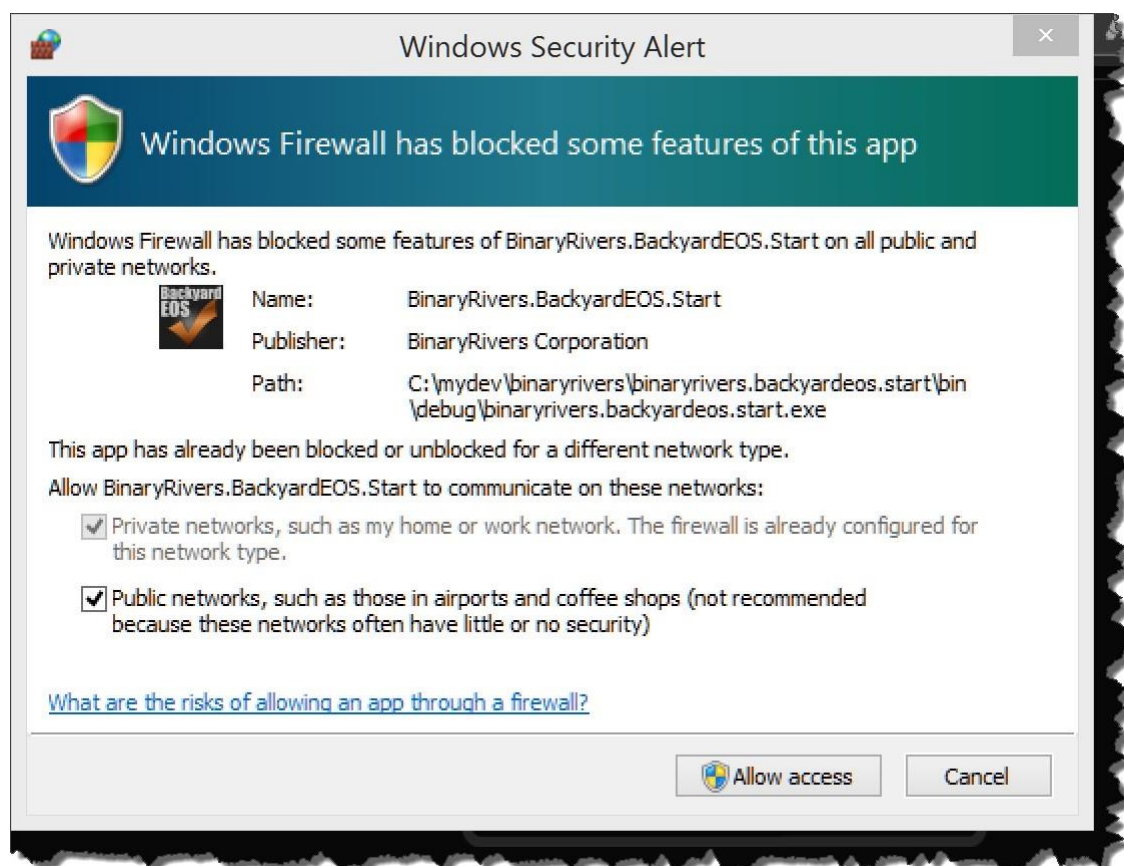 Windows Security Alert
Windows Firewall has blocked some features of this app
Windows Firewall has blocked some features of BinaryRivers.BackyardEOS.Start on all public and
private networks.
Backyard
EOS
Name: BinaryRivers.BackyardEOS.Start
Publisher: BinaryRivers Corporation
Path: C:\mydev\binaryrivers\binaryrivers.backyardeos.start\bin
\debug\binaryrivers.backyardeos.start.exe
This app has already been blocked or unblocked for a different network type.
Allow BinaryRivers.BackyardEOS.Start to communicate on these networks:
Private networks, such as my home or work network. The firewall is already configured for
this network type.
Public networks, such as those in airports and coffee shops (not recommended
because these networks often have little or no security)
What are the risks of allowing an app through a firewall?
Allow access Cancel